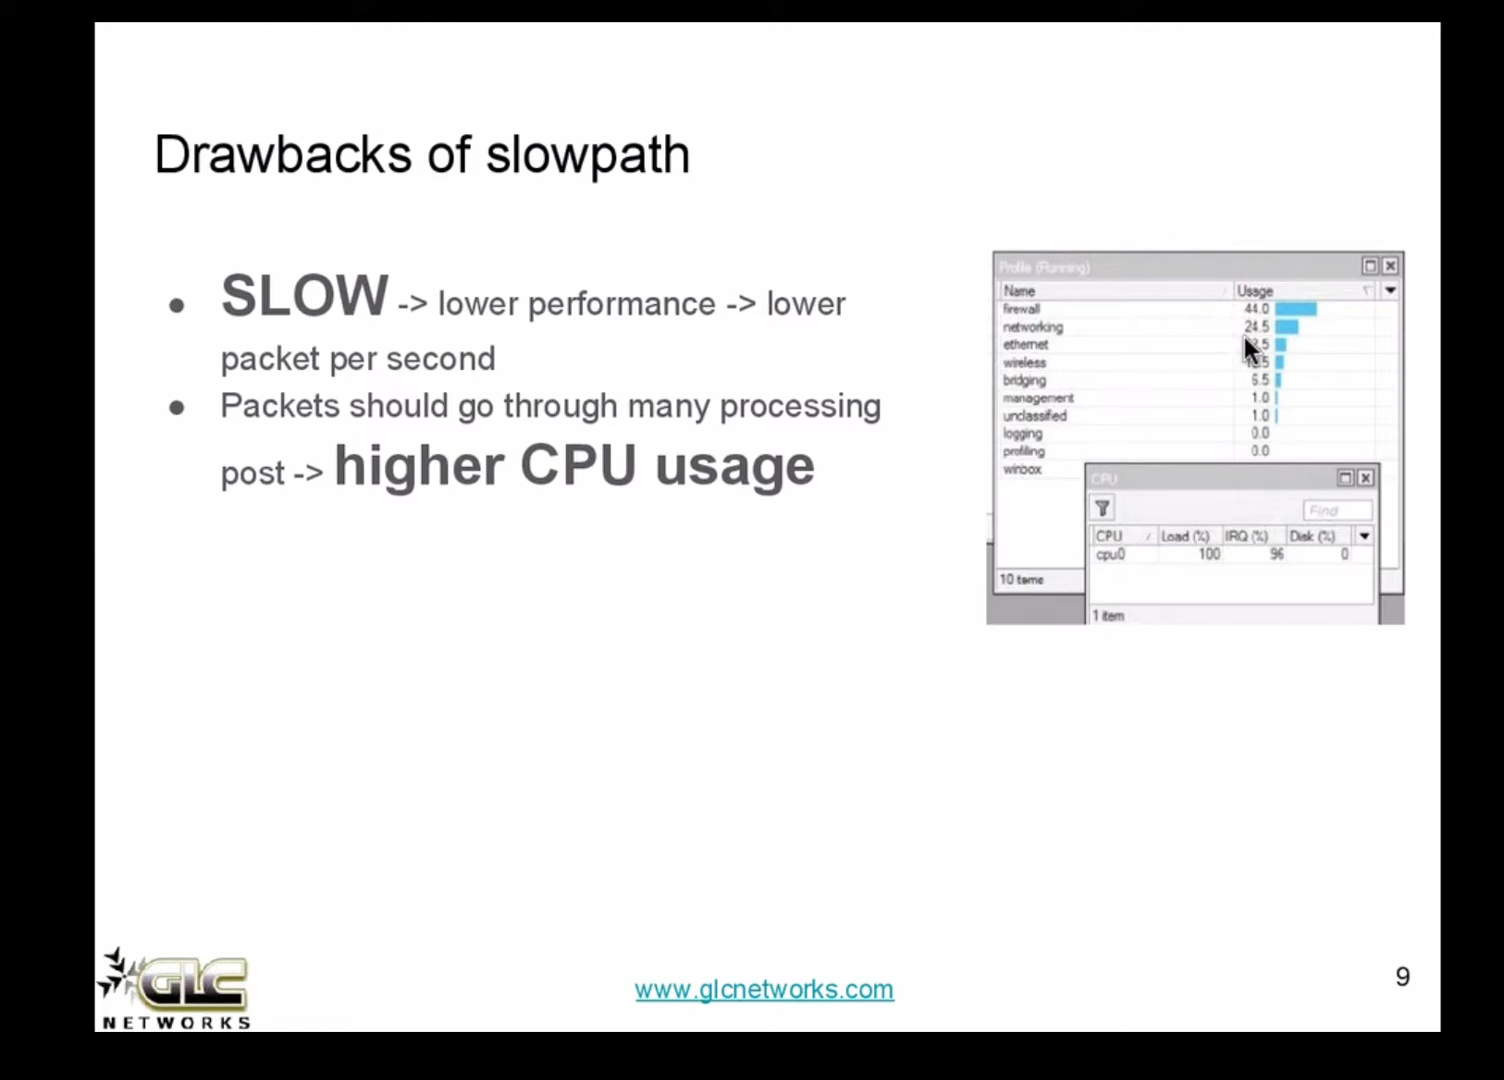 Drawbacks of slowpath
● SLOW -> lower performance -> lower
packet per second
● Packets should go through many processing
post -> higher CPU usage
Profile (Running)
Name Usage
firewall 44.0
networking 24.5
ethernet
wireless
bridging 6.5
management 1.0
unclassified 1.0
logging 0.0
profiling 0.0
winbox
CPU
Find
CPU Load (%) IRQ (%) Disk (%)
cpu0 100 96 0
10 items
1 item
GLC
NETWORKS
www.glcnetworks.com
9